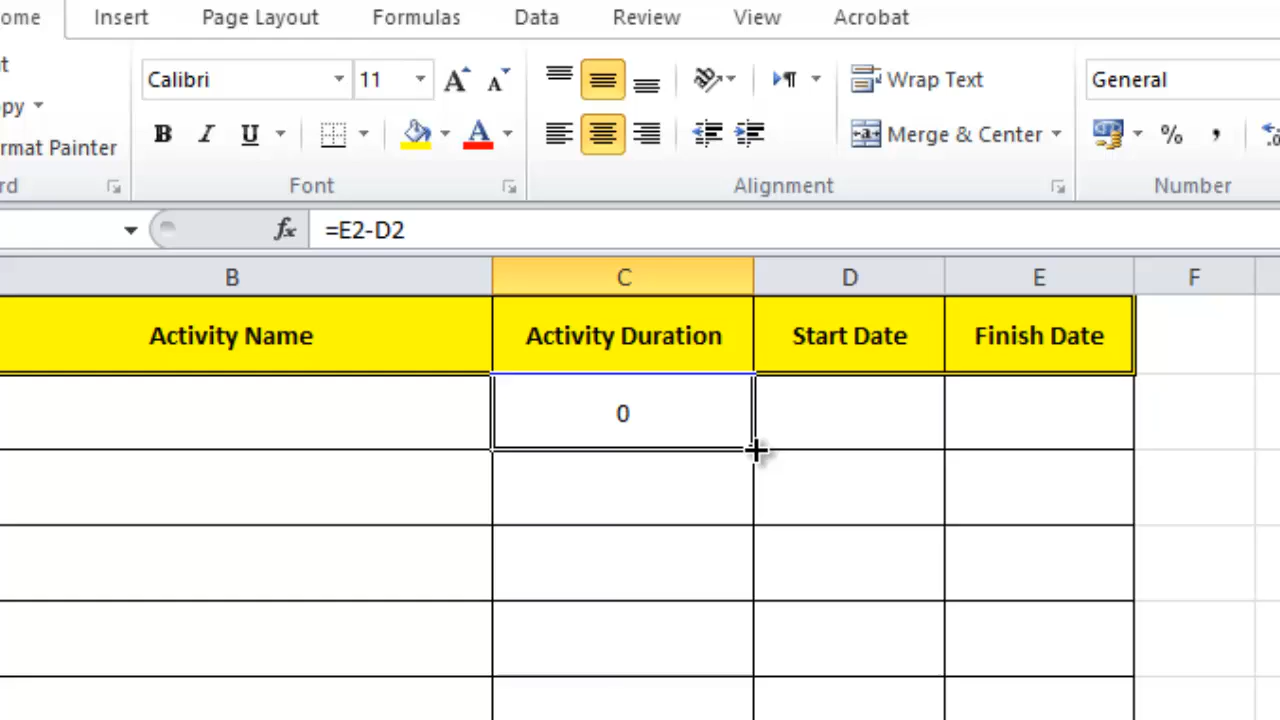 ome Insert Page Layout Formulas Data Review View Acrobat
t Calibri 11 A A Wrap Text General
py
rmat Painter B I U A Merge & Center % ,
rd Font Alignment Number
fx =E2-D2
B C D E F
Activity Name Activity Duration Start Date Finish Date
0